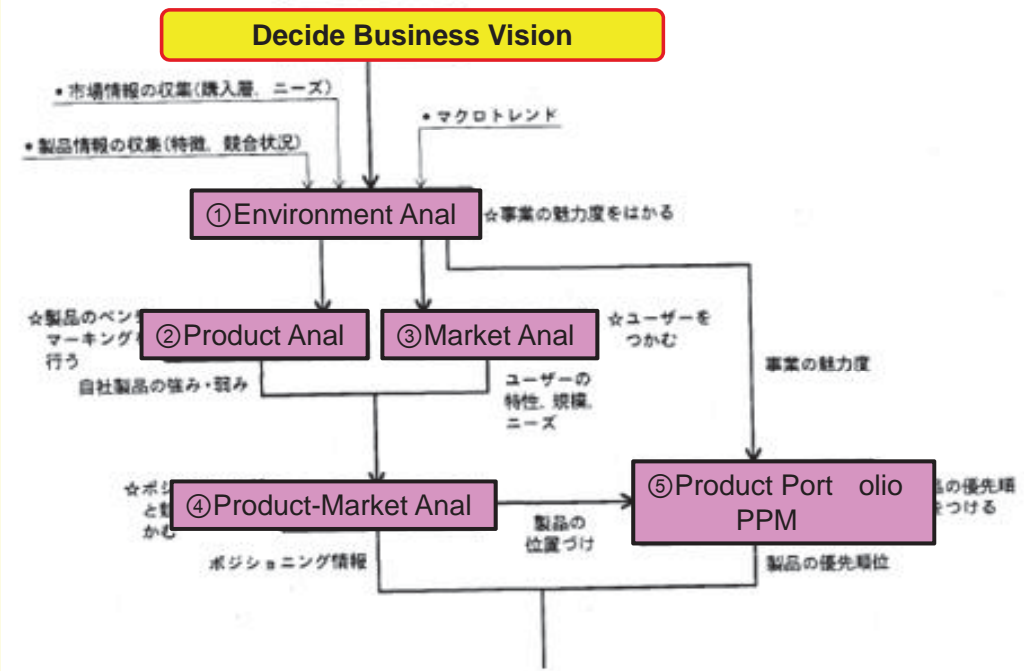 Decide Business Vision
• 市場情報の収集(購入層, ニーズ)
• マクロトレンド
• 製品情報の収集(特徴, 競合状況)
①Environment Anal
☆事業の魅力度をはかる
☆製品のベン
マーキング
行う
②Product Anal
③Market Anal
☆ユーザーを
つかむ
自社製品の強み・弱み
ユーザーの
特性, 規模,
ニーズ
事業の魅力度
☆ポジ
と
かむ
④Product-Market Anal
製品の
位置づけ
⑤Product Port olio
PPM
品の優先順
をつける
ポジショニング情報
製品の優先順位